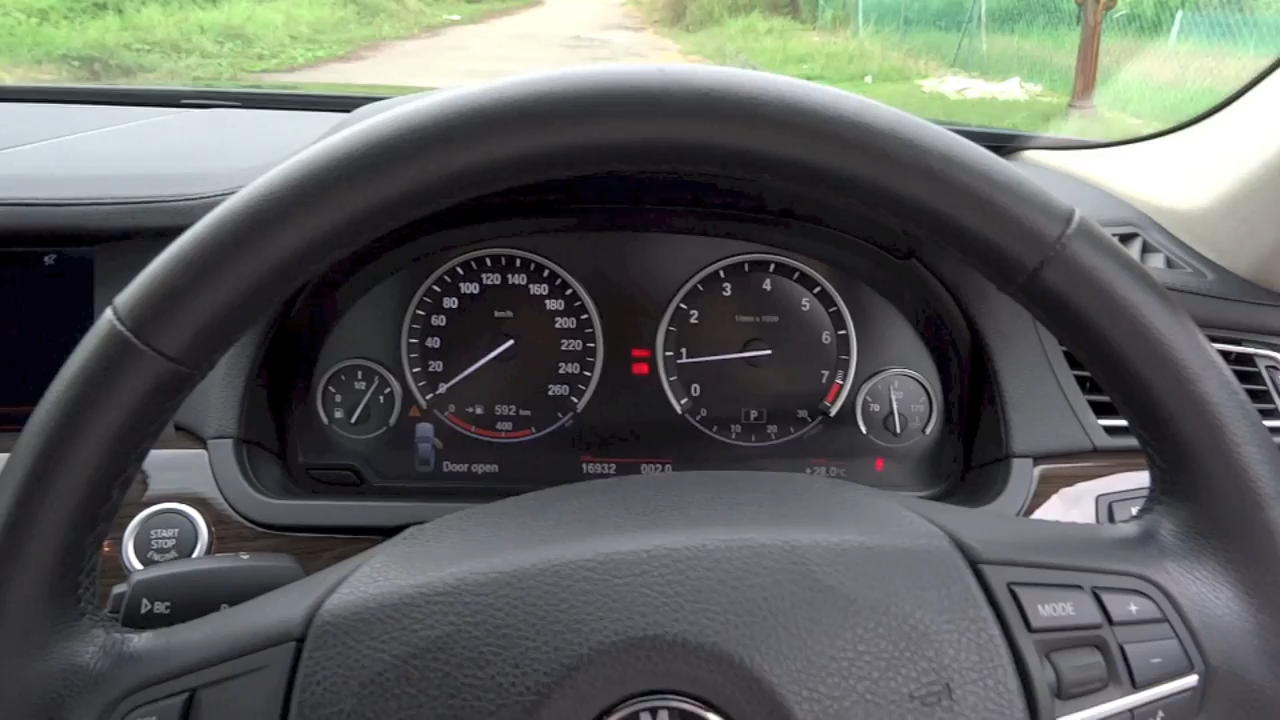 100 120 140 160
80 180
60 200
40 220
20 240
0 260
km/h
592 km
0
400
0 1/2 1
3 4 5
2 6
1 7
0
1/min x 1000
P
0 10 20 30
70 120 170
Door open
16932 002.0
+28.0°C
START
STOP
ENGINE
BC
MODE
+
-